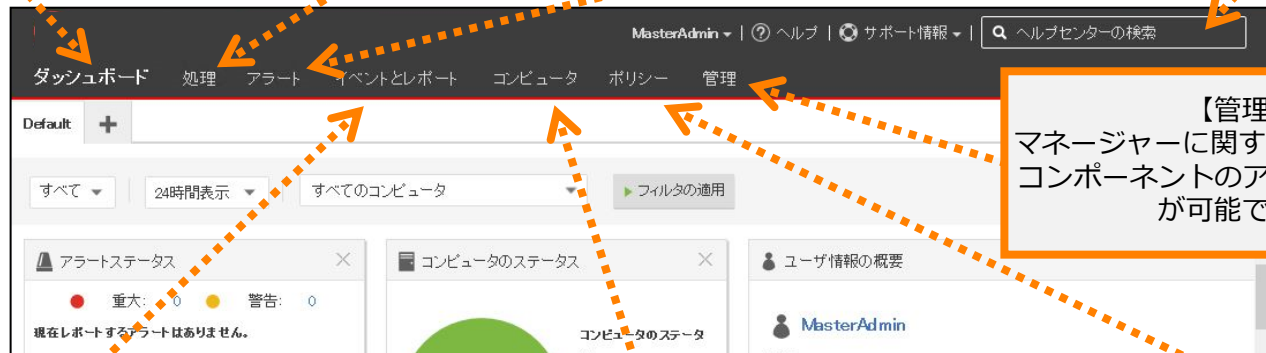 MasterAdmin ヘルプ サポート情報 ヘルプセンターの検索
ダッシュボード 処理 アラート イベントとレポート コンピュータ ポリシー 管理
Default
すべて 24時間表示 すべてのコンピュータ フィルタの適用
【管理
マネージャーに関す
コンポーネントのア
が可能で
アラートステータス
重大: 0 警告: 0
現在レポートするアラートはありません。
コンピュータのステータス
コンピュータのステータ
ユーザ情報の概要
MasterAdmin